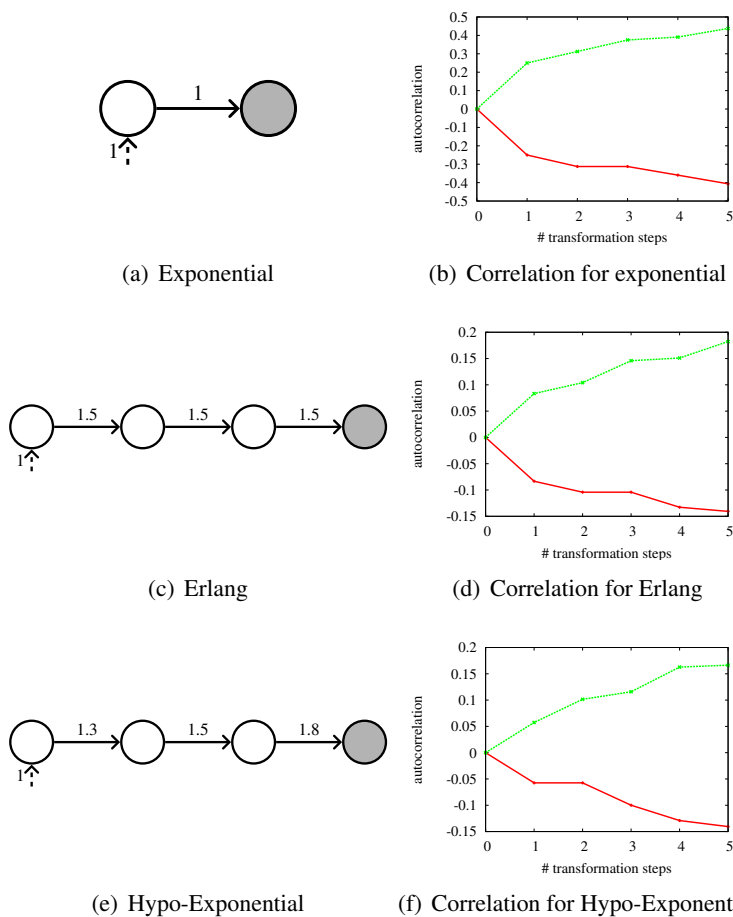 1
1
0.5
0.4
0.3
0.2
0.1
0
-0.1
-0.2
-0.3
-0.4
-0.5
autocorrelation
0 1 2 3 4 5
# transformation steps
(a) Exponential
(b) Correlation for exponential
1.5 1.5 1.5
1
0.2
0.15
0.1
0.05
0
-0.05
-0.1
-0.15
autocorrelation
0 1 2 3 4 5
# transformation steps
(c) Erlang
(d) Correlation for Erlang
1.3 1.5 1.8
1
0.2
0.15
0.1
0.05
0
-0.05
-0.1
-0.15
autocorrelation
0 1 2 3 4 5
# transformation steps
(e) Hypo-Exponential
(f) Correlation for Hypo-Exponent